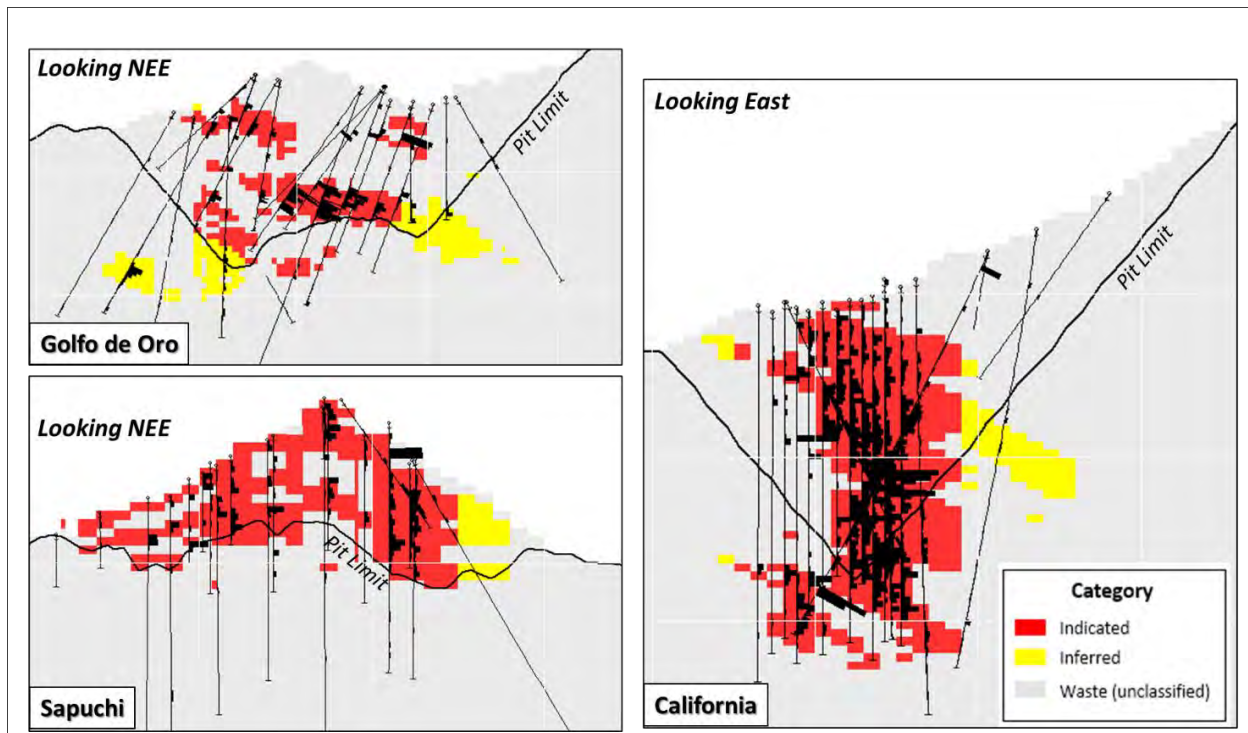 Looking NEE
Pit Limit
Golfo de Oro
Looking NEE
Pit Limit
Sapuchi
Looking East
Pit Limit
Category
Indicated
Inferred
Waste (unclassified)
California